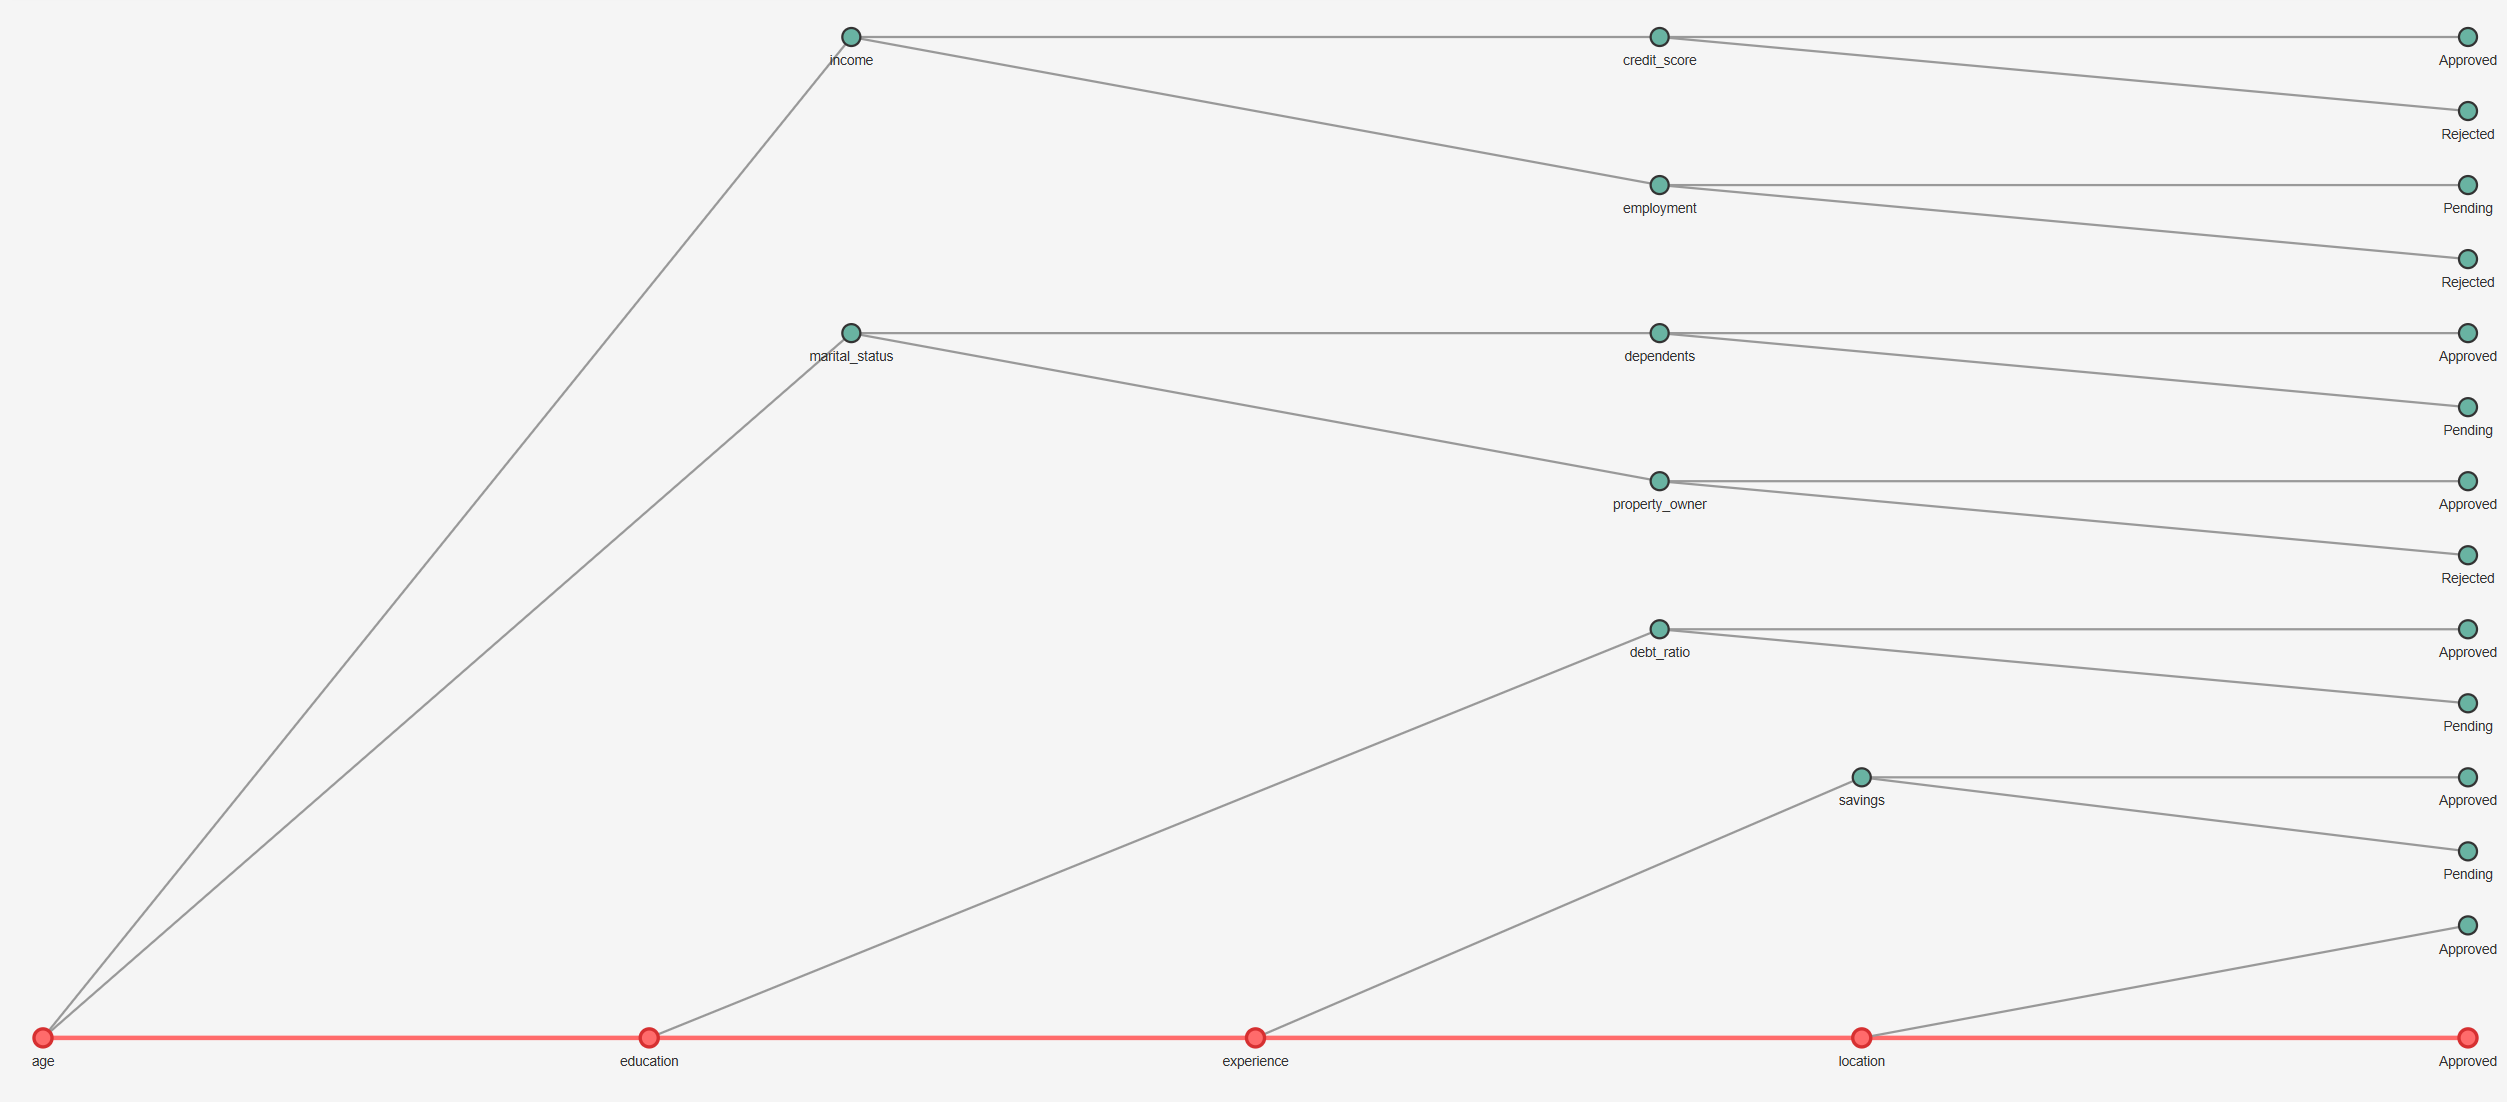 income
credit_score
Approved
Rejected
employment
Pending
Rejected
marital_status
dependents
Approved
Pending
property_owner
Approved
Rejected
debt_ratio
Approved
Pending
savings
Approved
Pending
Approved
age
education
experience
location
Approved